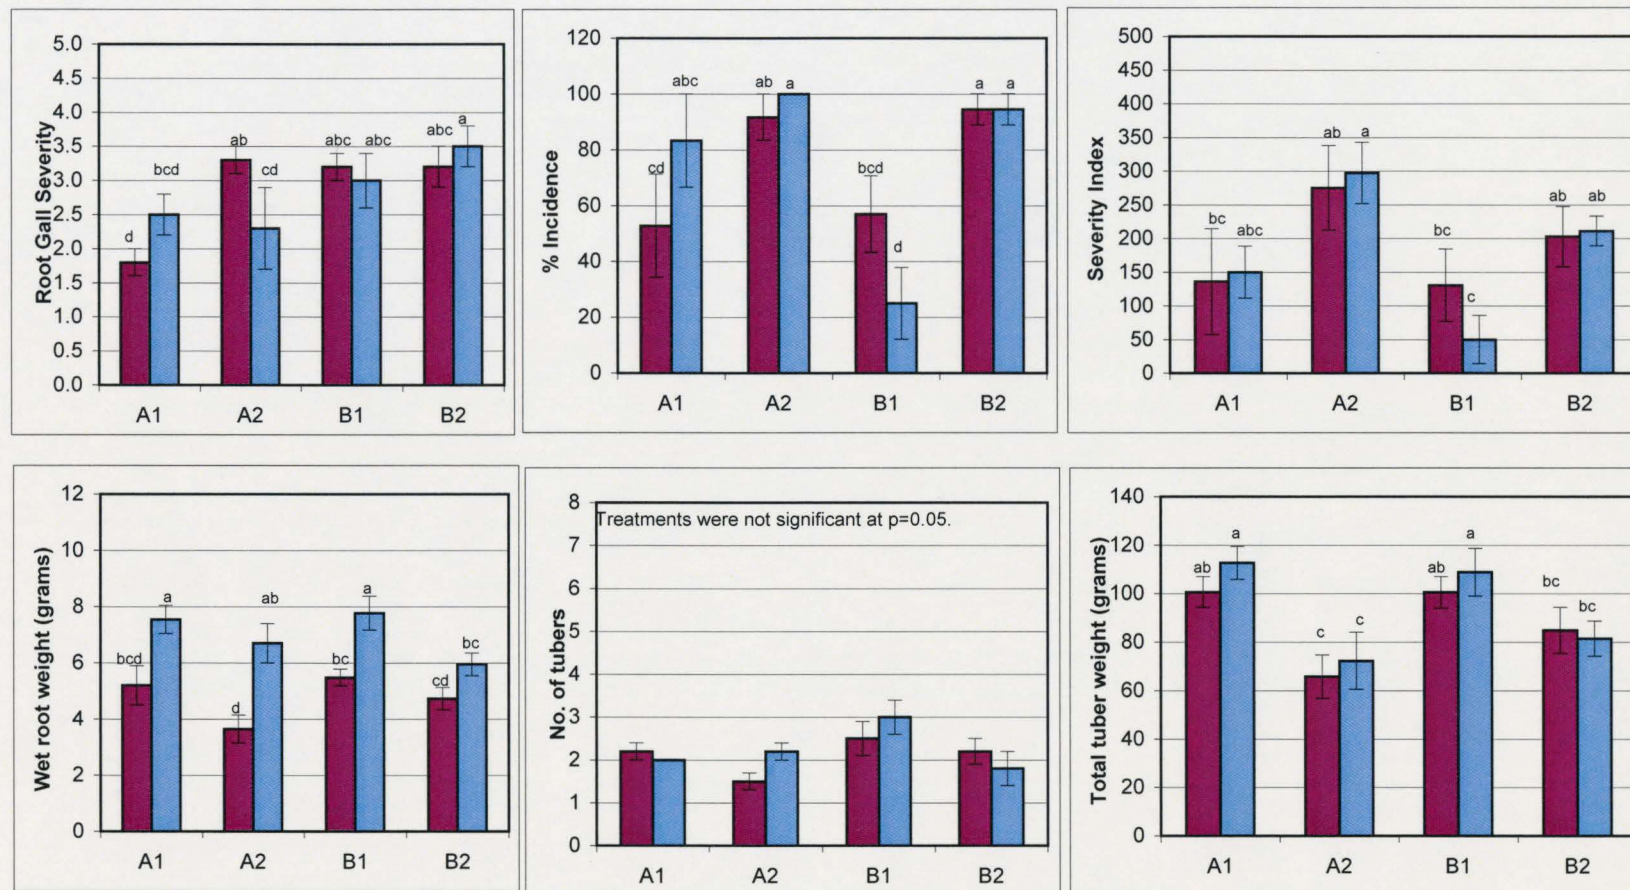 Root Gall Severity
5.0
4.5
4.0
3.5
3.0
2.5
2.0
1.5
1.0
0.5
0.0
d
bcd
ab
cd
abc
abc
abc
a
A1 A2 B1 B2
% Incidence
120
100
80
60
40
20
0
cd
abc
ab
a
bcd
d
a
a
A1 A2 B1 B2
Severity Index
500
450
400
350
300
250
200
150
100
50
0
bc
abc
ab
a
bc
c
ab
ab
A1 A2 B1 B2
Wet root weight (grams)
12
10
8
6
4
2
0
bcd
a
d
ab
bc
a
cd
bc
A1 A2 B1 B2
No. of tubers
8
Treatments were not significant at p=0.05.
7
6
5
4
3
2
1
0
A1 A2 B1 B2
Total tuber weight (grams)
140
120
100
80
60
40
20
0
ab
a
c
c
ab
a
bc
bc
A1 A2 B1 B2